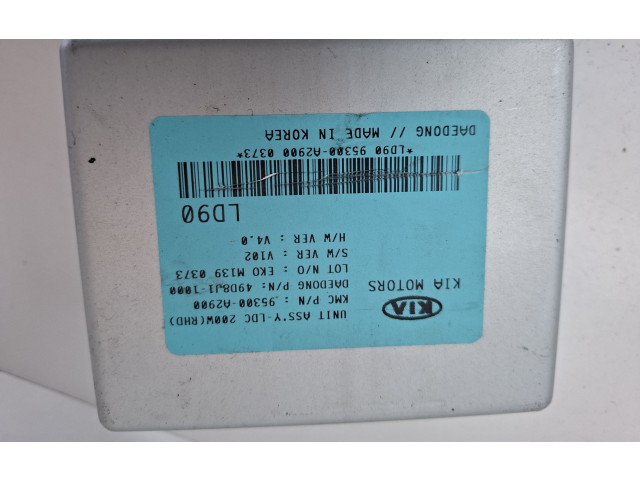 KIA
KIA MOTORS
UNIT ASS'Y-LDC 200W(RHD)
KMC P/N : 95300-A2900
DAEDONG P/N: 49D8J1-1000
LOT N/O : EKO M139 0373
S/W VER : V102
H/W VER : V4.0
LD90
*LD90 95300-A2900 0373*
DAEDONG // MADE IN KOREA